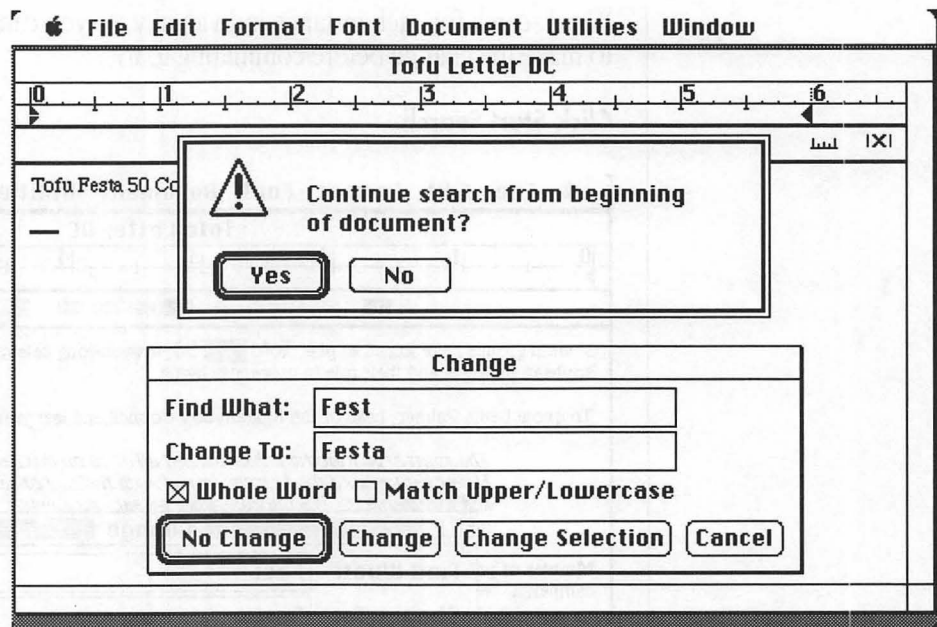 File Edit Format Font Document Utilities Window
Tofu Letter DC
0 1 2 3 4 5 6
Tofu Festa 50 Co
Continue search from beginning
of document?
Yes No
Change
Find What: Fest
Change To: Festa
Whole Word Match Upper/Lowercase
No Change Change Change Selection Cancel